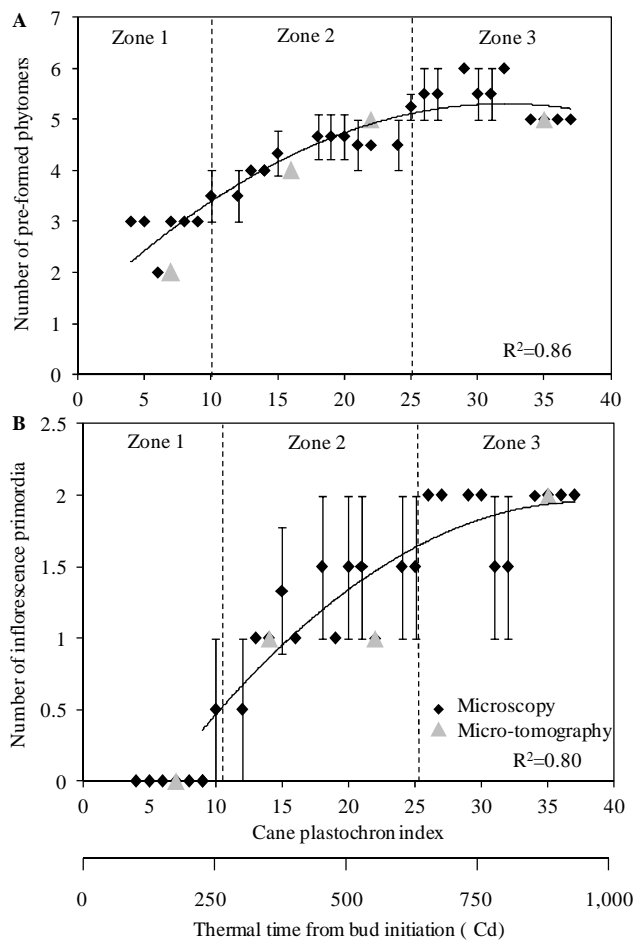 A
Zone 1
Zone 2
Zone 3
Number of pre-formed phytomers
7
6
5
4
3
2
1
0
R²=0.86
0 5 10 15 20 25 30 35 40
B
Zone 1
Zone 2
Zone 3
Number of inflorescence primordia
2.5
2
1.5
1
0.5
0
Microscopy
Micro-tomography
R²=0.80
0 5 10 15 20 25 30 35 40
Cane plastochron index
0 250 500 750 1,000
Thermal time from bud initiation ( Cd)